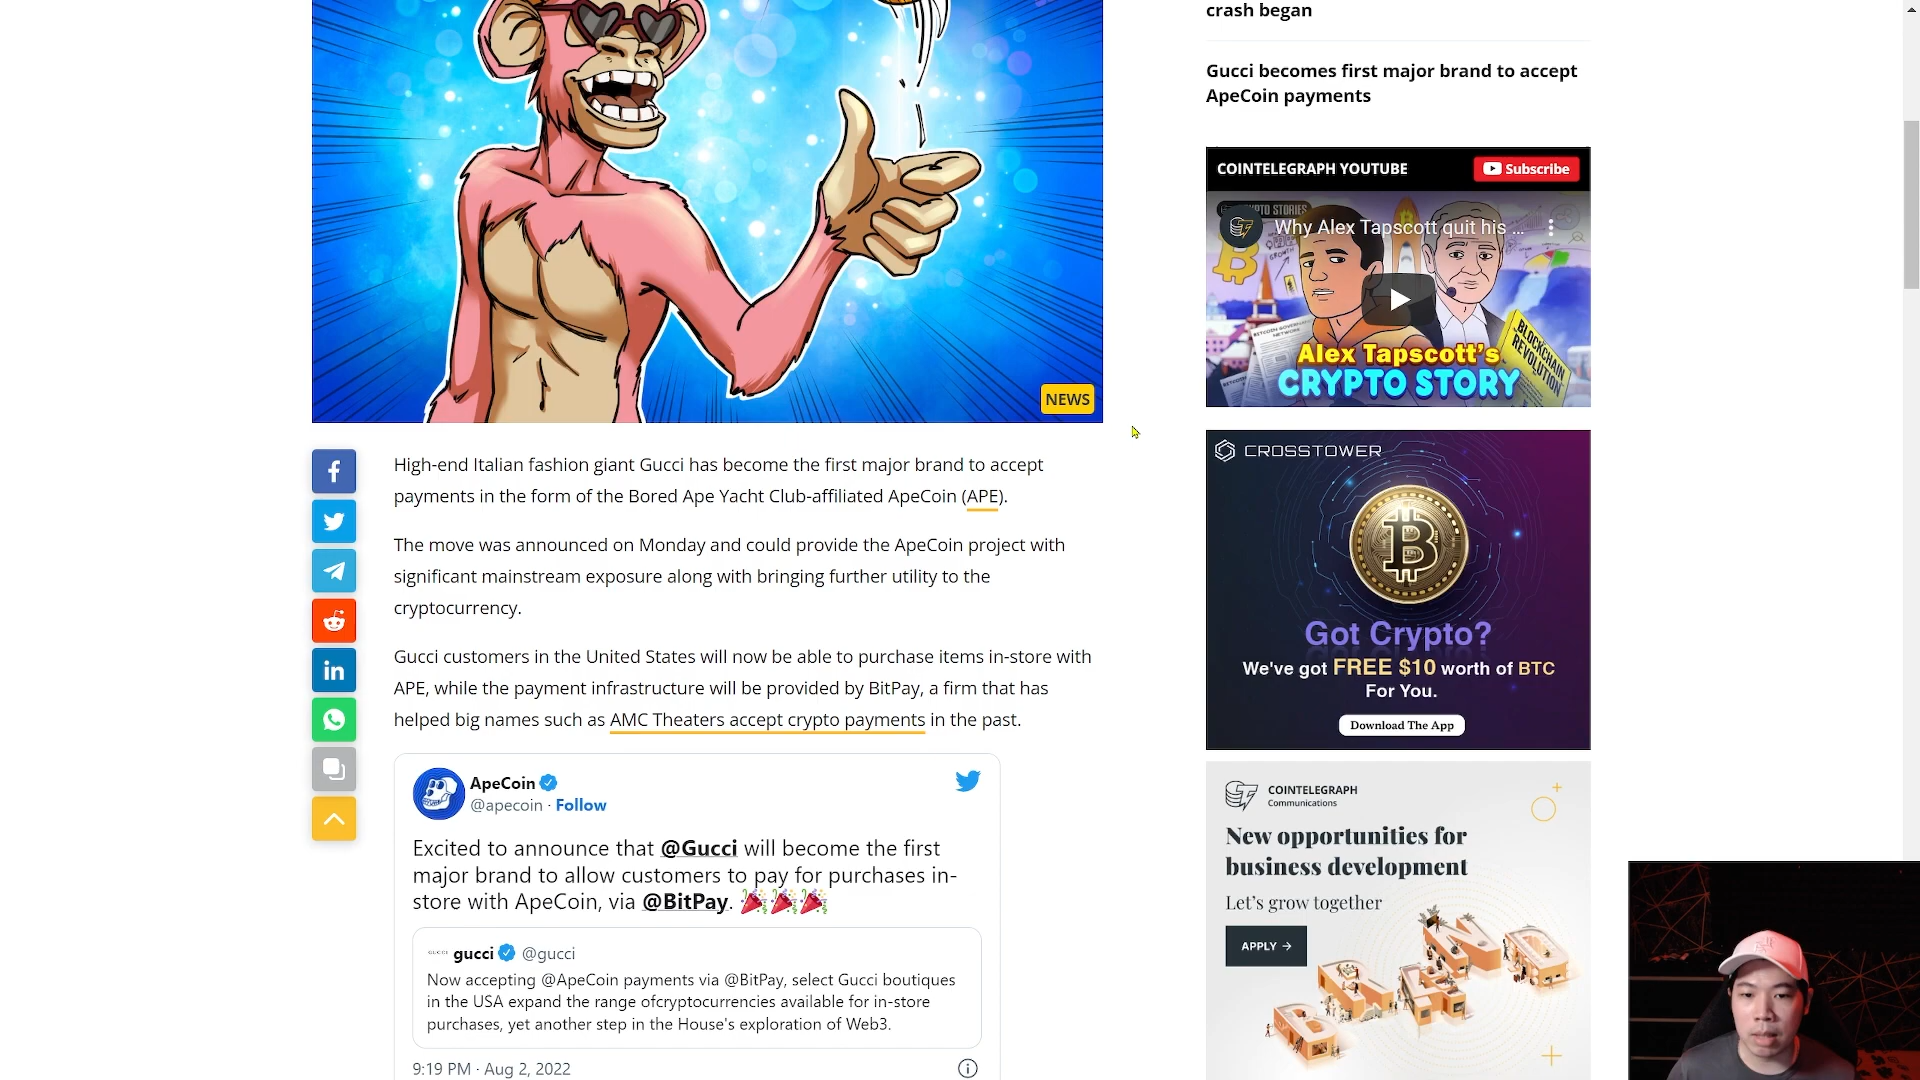 crash began
Gucci becomes first major brand to accept
ApeCoin payments
COINTELEGRAPH YOUTUBE
Subscribe
CRYPTO STORIES
Why Alex Tapscott quit his ...
BLOCKCHAIN
REVOLUTION
Alex Tapscott's
CRYPTO STORY
NEWS
High-end Italian fashion giant Gucci has become the first major brand to accept
payments in the form of the Bored Ape Yacht Club-affiliated ApeCoin (APE).
The move was announced on Monday and could provide the ApeCoin project with
significant mainstream exposure along with bringing further utility to the
cryptocurrency.
Gucci customers in the United States will now be able to purchase items in-store with
APE, while the payment infrastructure will be provided by BitPay, a firm that has
helped big names such as AMC Theaters accept crypto payments in the past.
ApeCoin
@apecoin · Follow
Excited to announce that @Gucci will become the first
major brand to allow customers to pay for purchases in-
store with ApeCoin, via @BitPay. 🎉🎉🎉
GUCCI gucci @gucci
Now accepting @ApeCoin payments via @BitPay, select Gucci boutiques
in the USA expand the range ofcryptocurrencies available for in-store
purchases, yet another step in the House's exploration of Web3.
9:19 PM · Aug 2, 2022
CROSSTOWER
Got Crypto?
We've got FREE $10 worth of BTC
For You.
Download The App
COINTELEGRAPH
Communications
New opportunities for
business development
Let's grow together
APPLY →